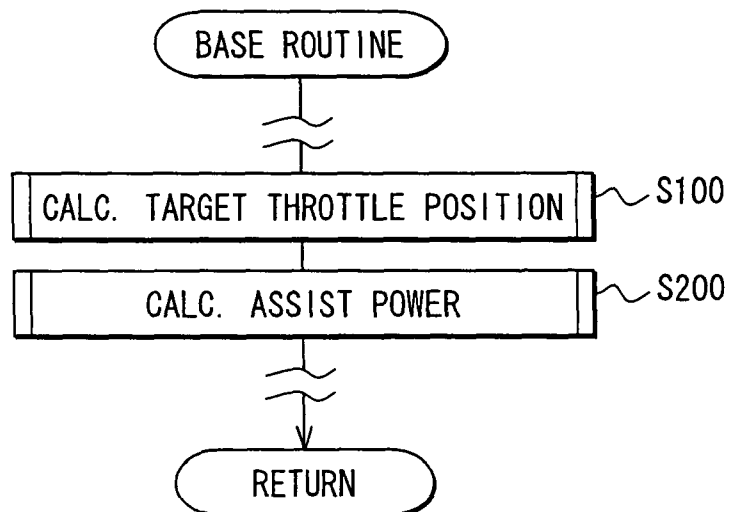 BASE ROUTINE
CALC. TARGET THROTTLE POSITION
S100
CALC. ASSIST POWER
S200
RETURN